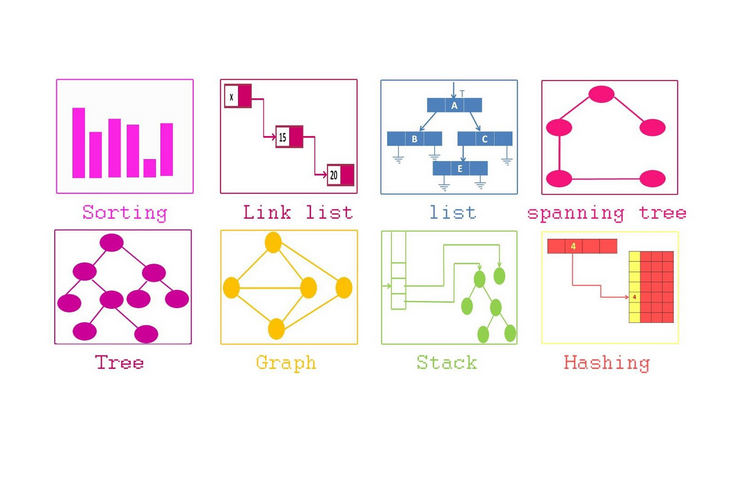 x
15
20
T
A
B
C
E
Sorting
Link list
list
spanning tree
4
4
Tree
Graph
Stack
Hashing